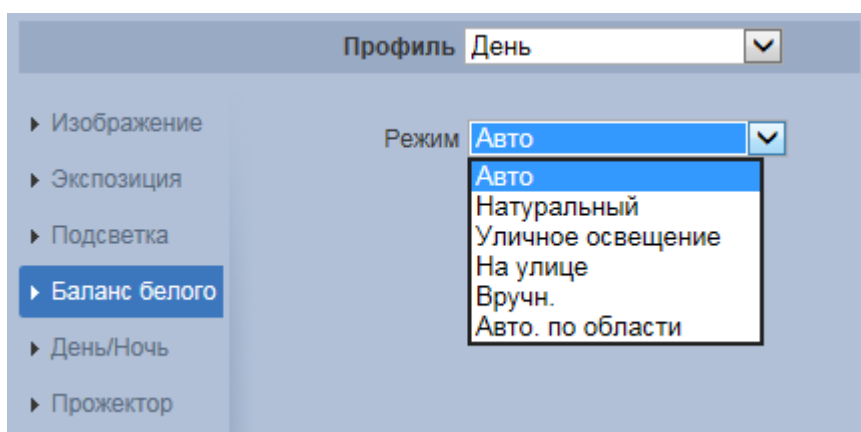 Профиль День
Изображение
Режим Авто
Экспозиция
Авто
Натуральный
Подсветка
Уличное освещение
На улице
Баланс белого
Вручн.
Авто. по области
День/Ночь
Прожектор